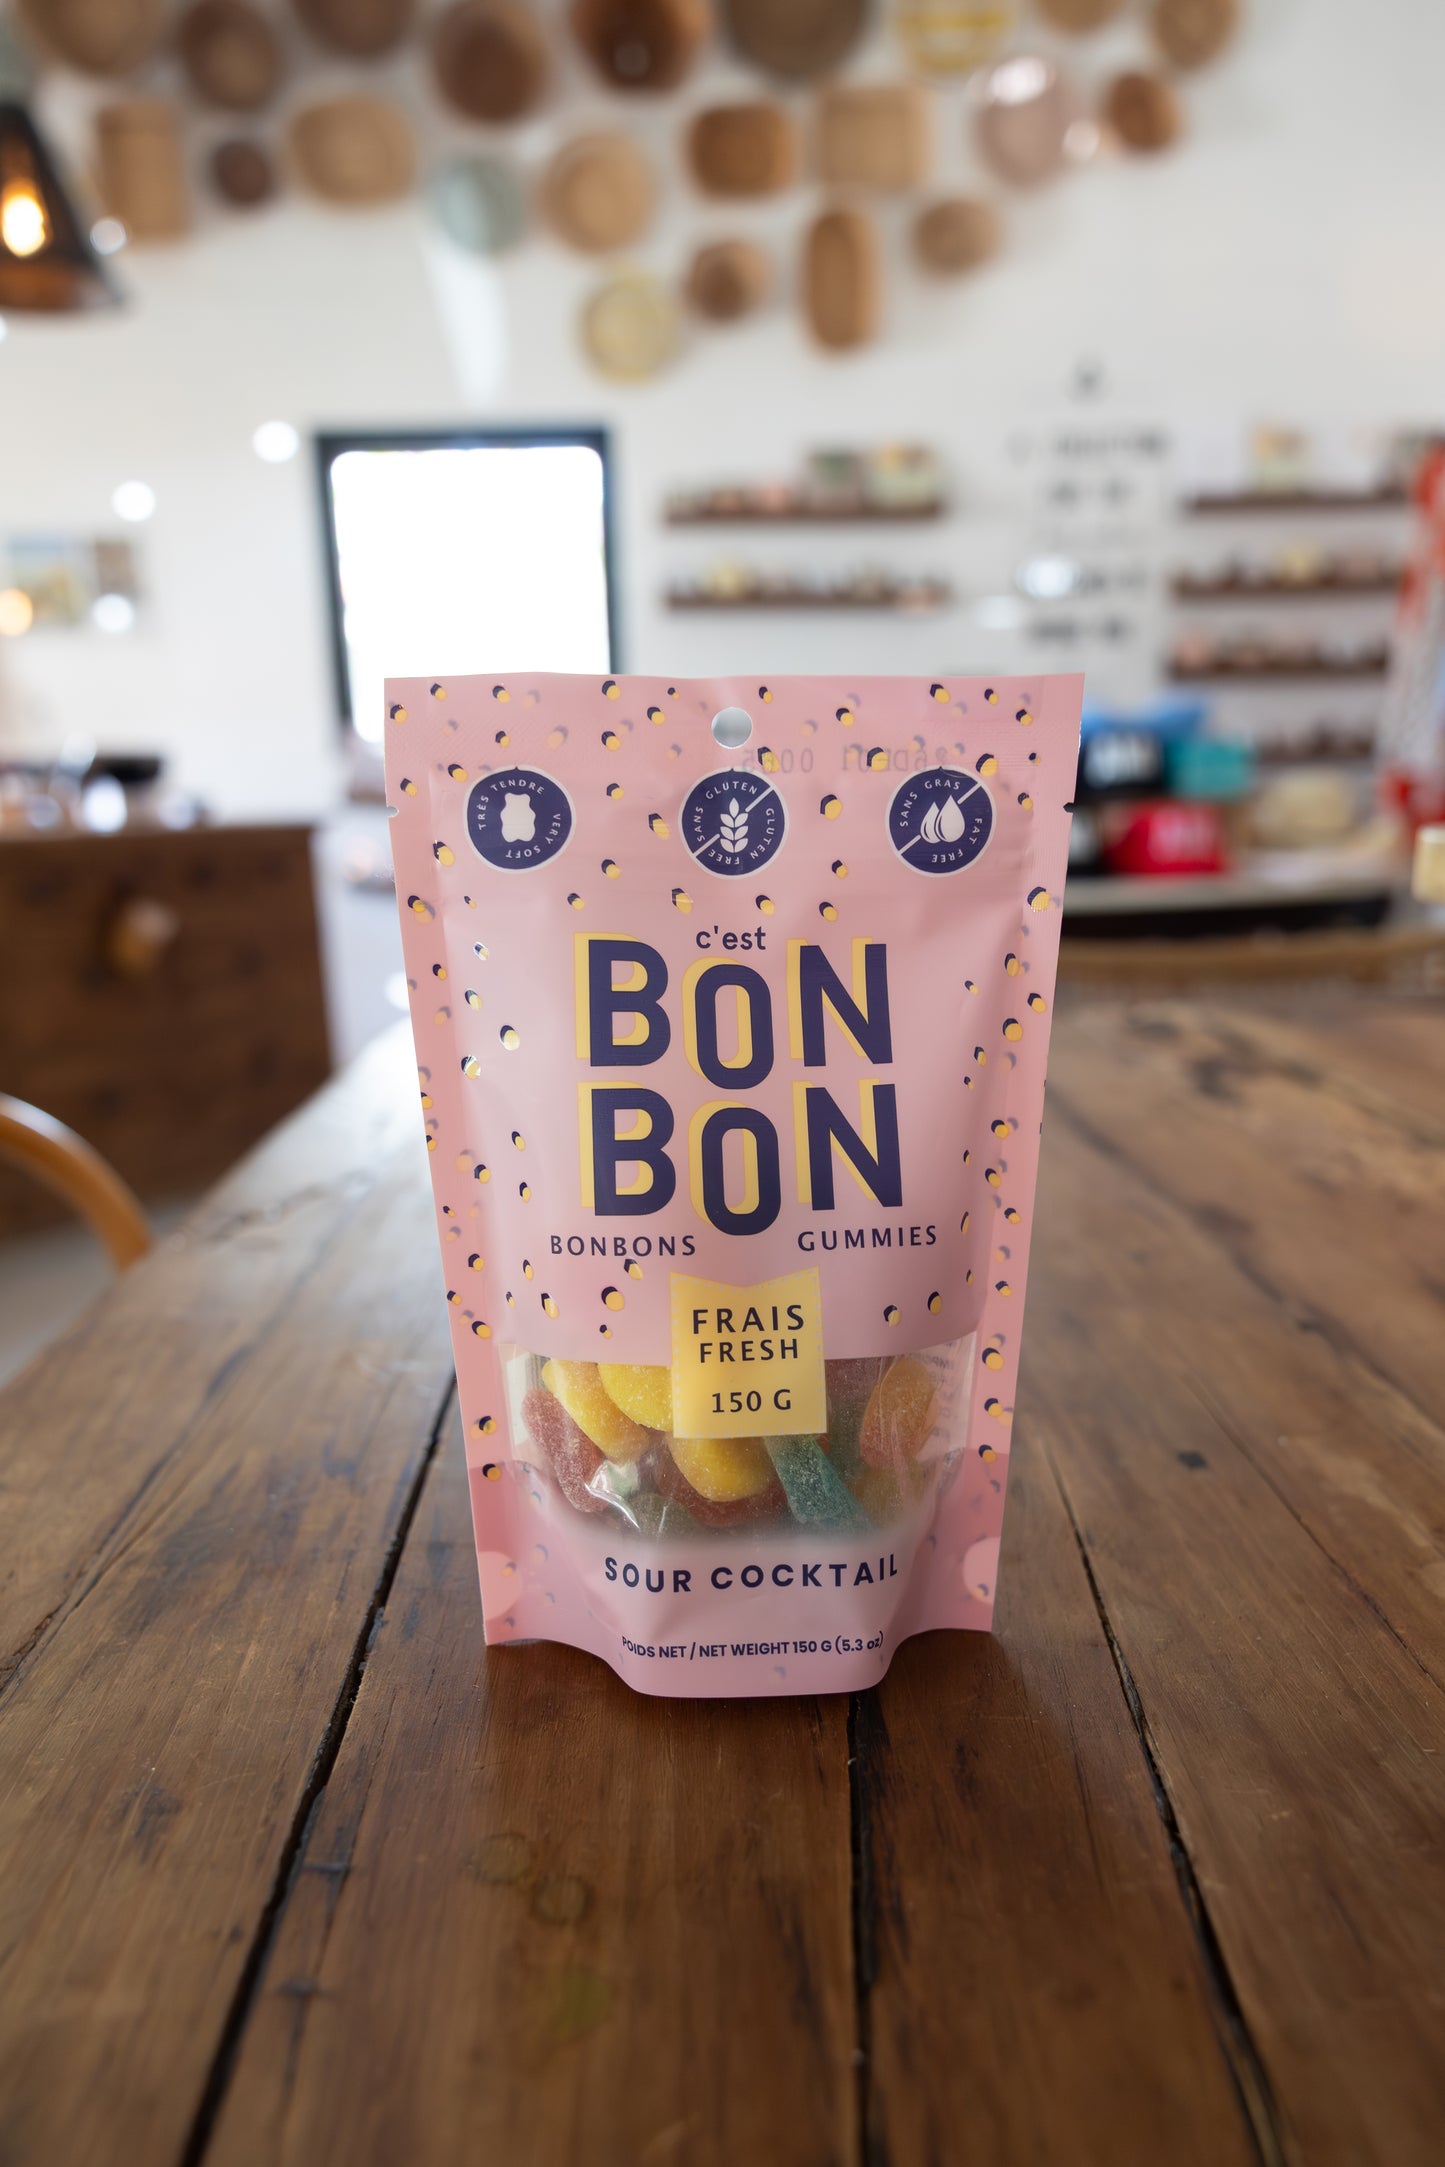 TRÈS TENDRE
VERY SOFT
SANS GLUTEN
GLUTEN FREE
SANS GRAS
FAT FREE
c'est
BON
BON
BONBONS GUMMIES
FRAIS
FRESH
150 G
SOUR COCKTAIL
POIDS NET / NET WEIGHT 150 G (5.3 oz)